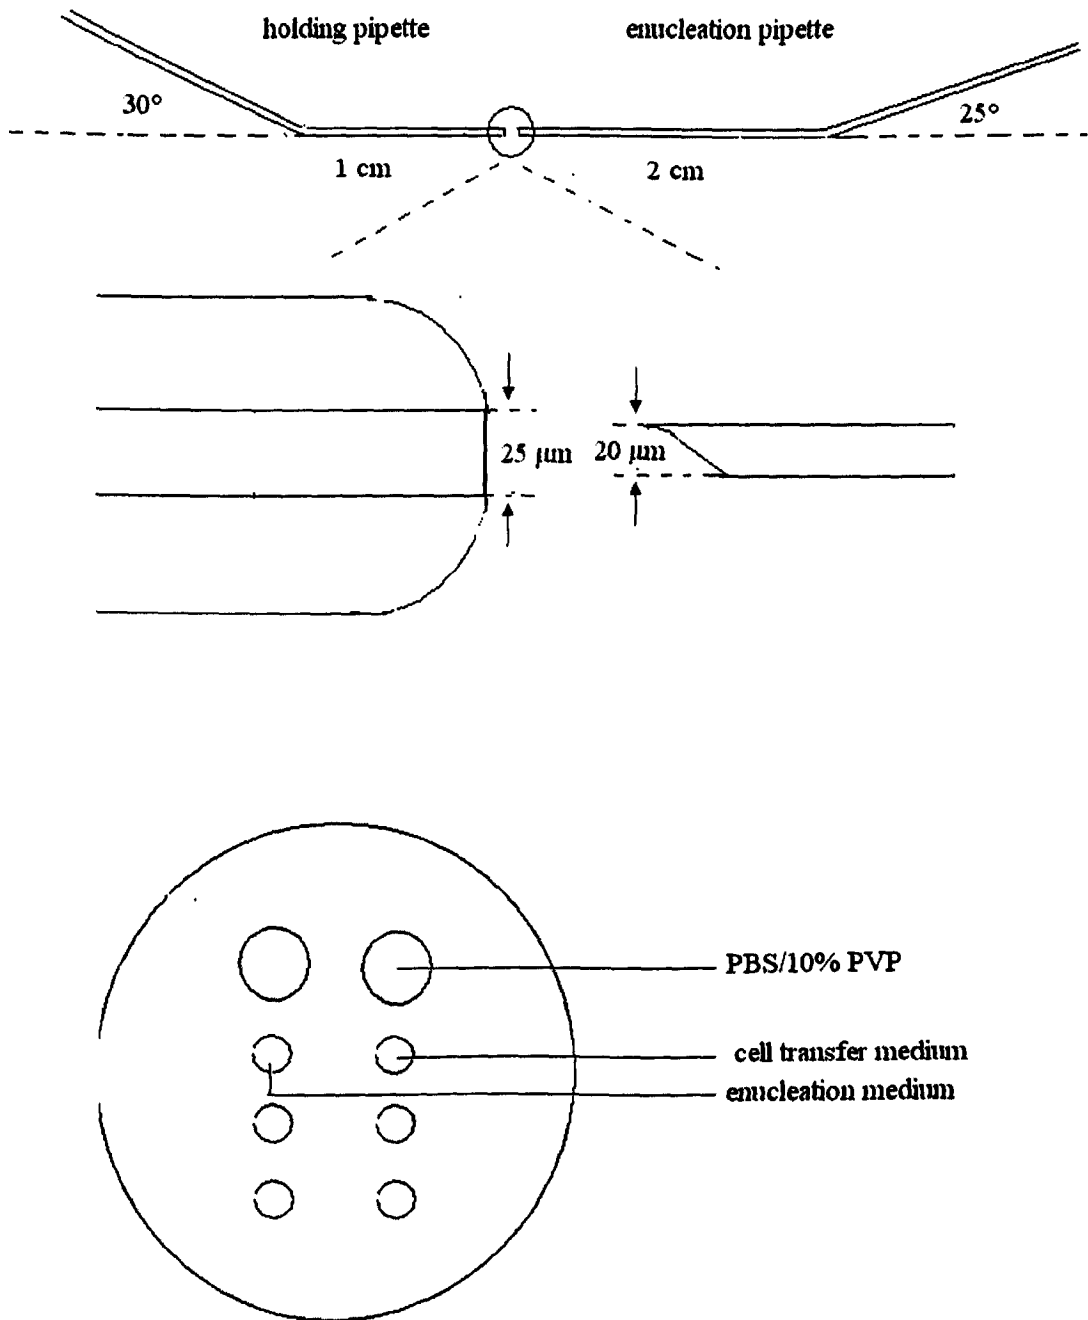 holding pipette
enucleation pipette
30°
25°
1 cm
2 cm
25 μm
20 μm
PBS/10% PVP
cell transfer medium
enucleation medium